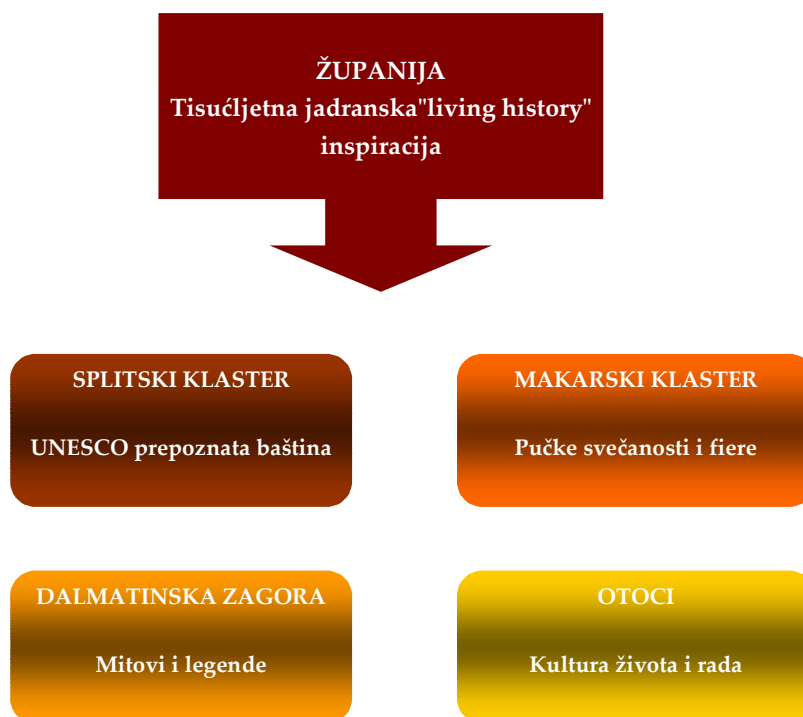 ŽUPANIJA
Tisućljetna jadranska"living history"
inspiracija
SPLITSKI KLASTER
UNESCO prepoznata baština
MAKARSKI KLASTER
Pučke svečanosti i fiere
DALMATINSKA ZAGORA
Mitovi i legende
OTOCI
Kultura života i rada